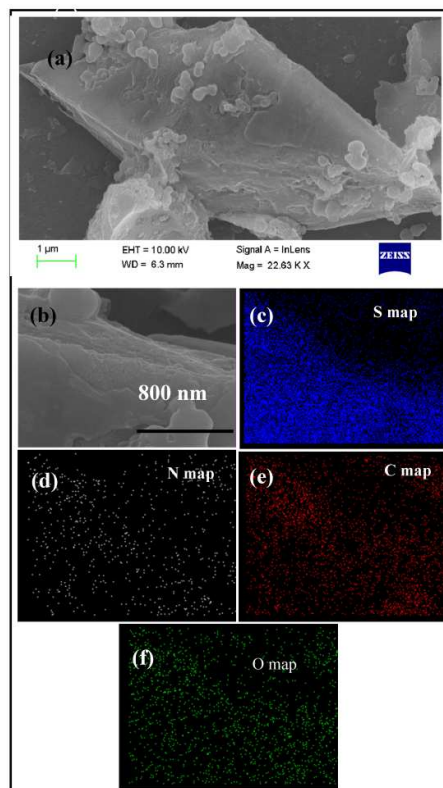 (a)
1 µm
EHT = 10.00 kV
Signal A = InLens
WD = 6.3 mm
Mag = 22.63 K X
ZEISS
(b)
800 nm
(c)
S map
(d)
N map
(e)
C map
(f)
O map